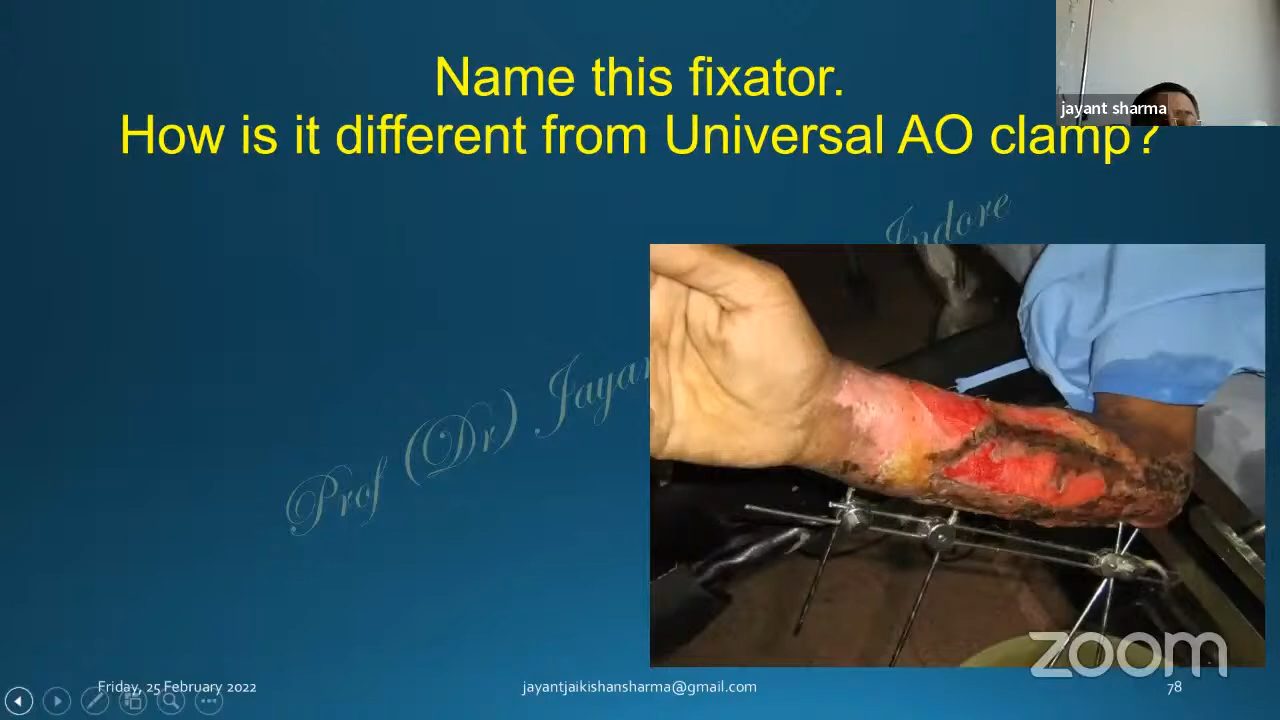 Name this fixator.
jayant sharma
How is it different from Universal AO clamp?
Indore
Prof (Dr) Jayan
zoom
Friday, 25 February 2022
jayantjaikishansharma@gmail.com
78